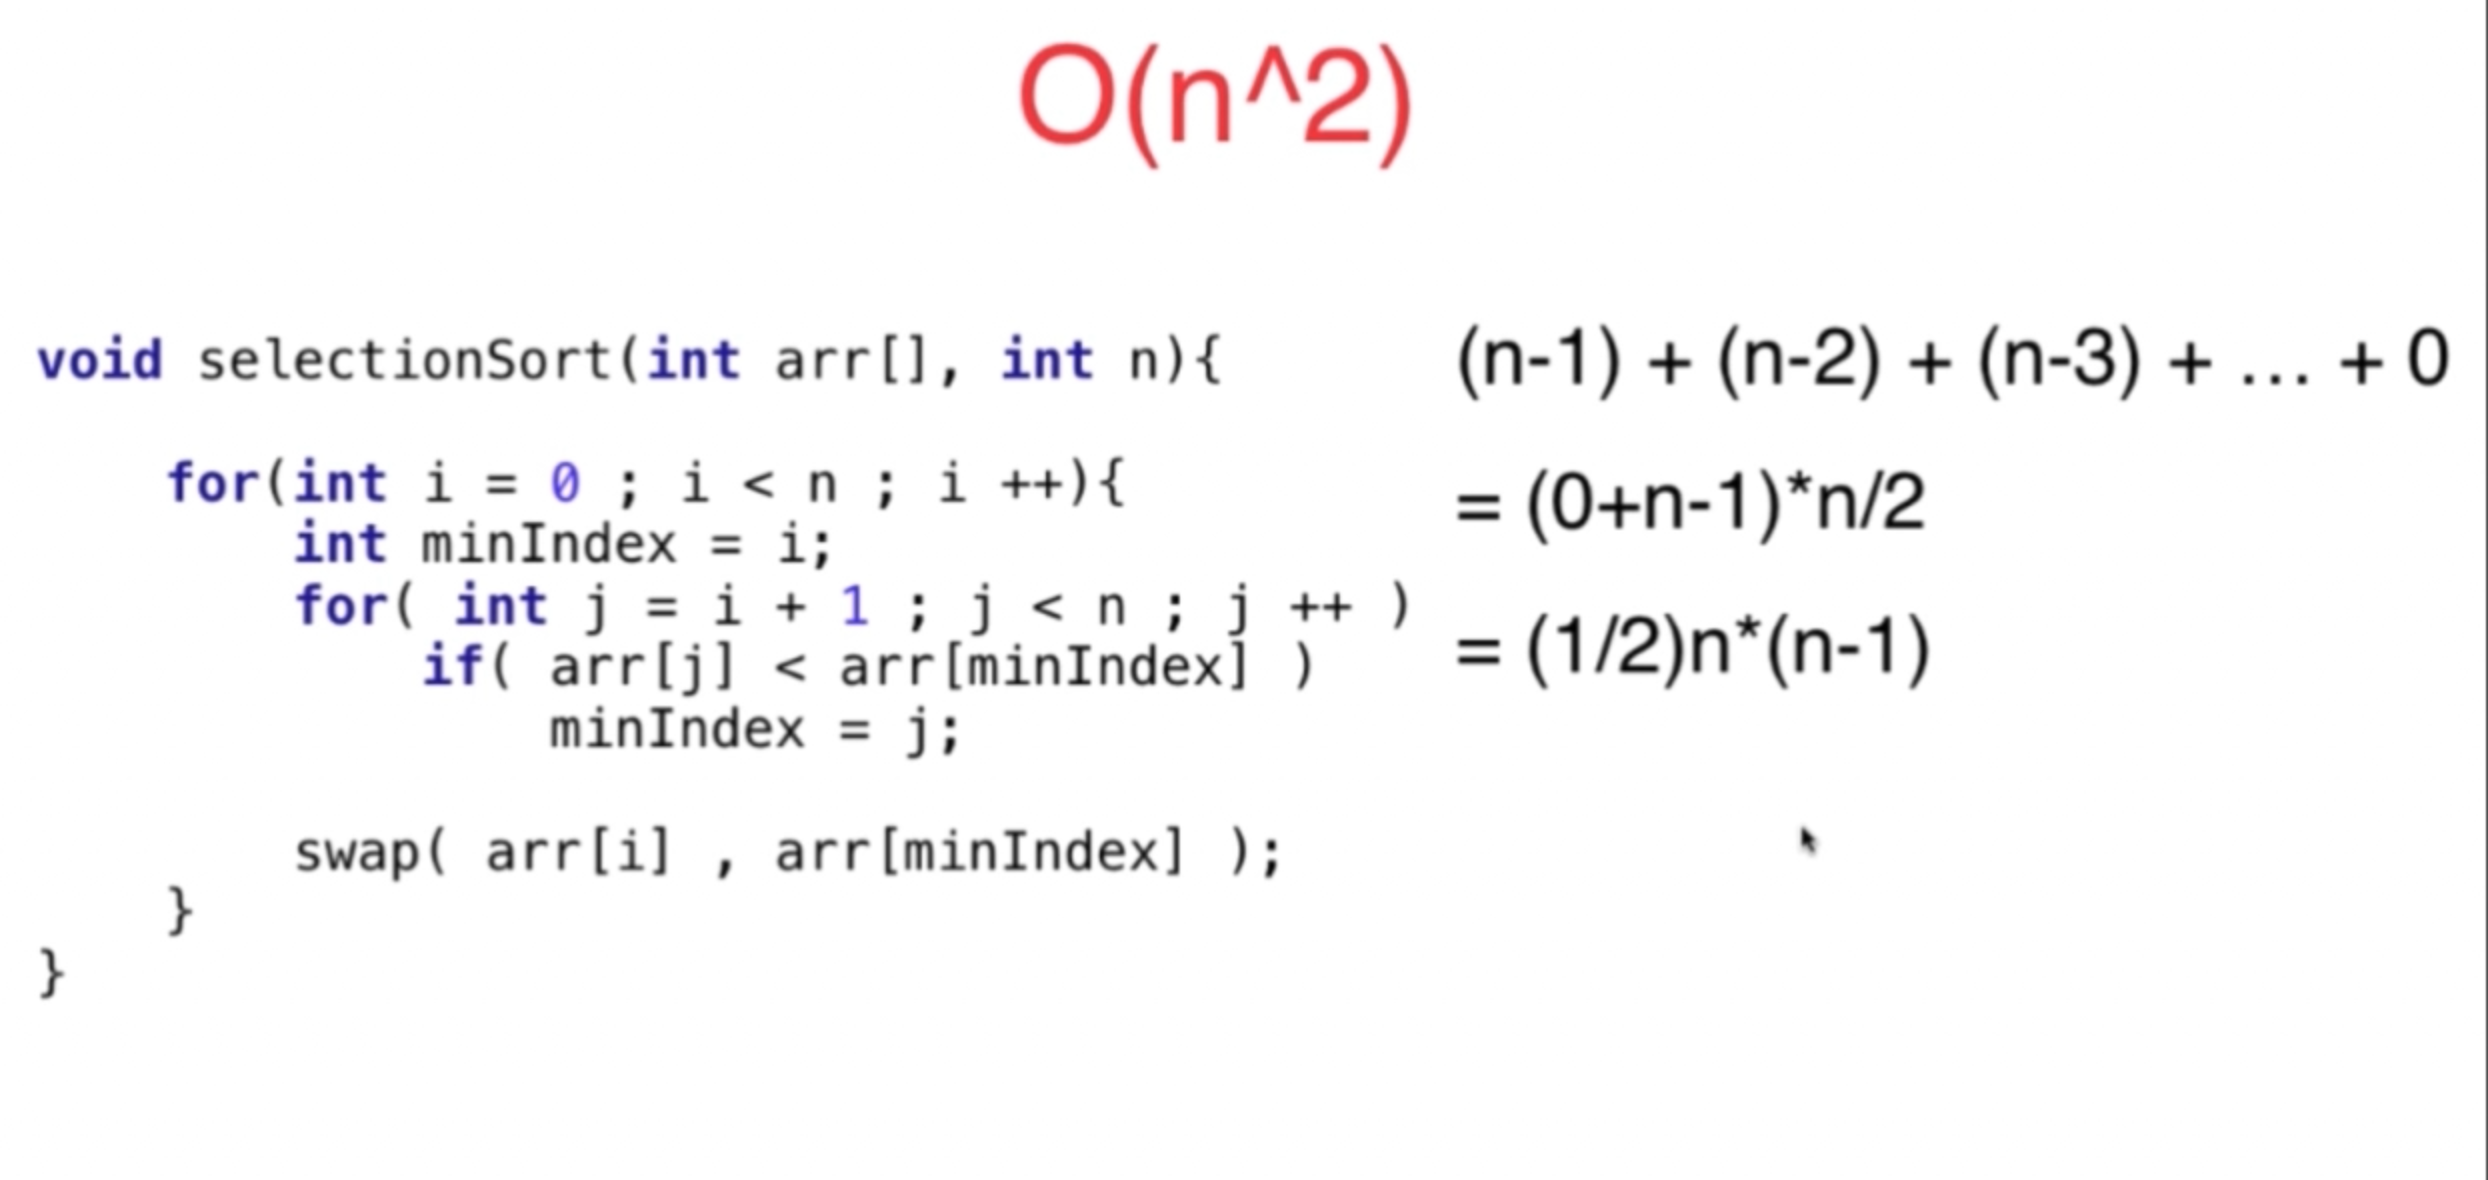 O(n^2)
void selectionSort(int arr[], int n){
for(int i = 0 ; i < n ; i ++){
int minIndex = i;
for( int j = i + 1 ; j < n ; j ++ )
if( arr[j] < arr[minIndex] )
minIndex = j;
swap( arr[i] , arr[minIndex] );
}
}
(n-1) + (n-2) + (n-3) + ... + 0
= (0+n-1)*n/2
= (1/2)n*(n-1)